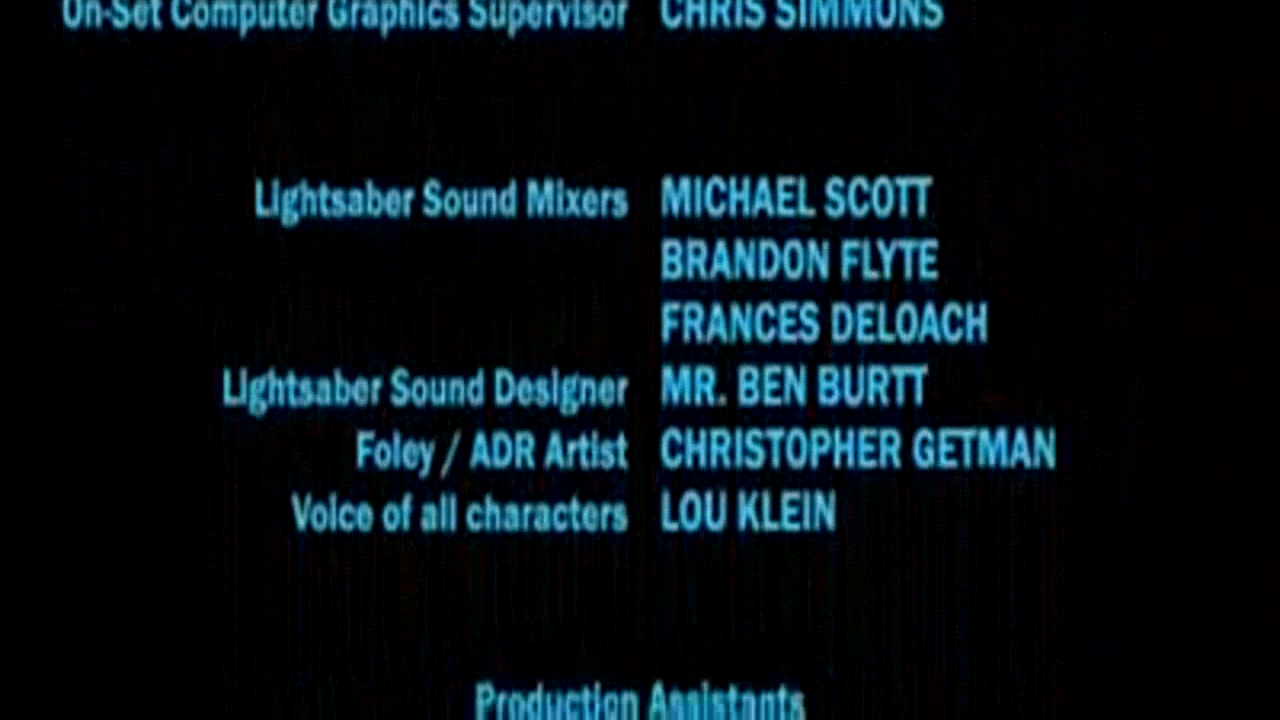 On-Set Computer Graphics Supervisor CHRIS SIMMONS
Lightsaber Sound Mixers MICHAEL SCOTT
BRANDON FLYTE
FRANCES DELOACH
Lightsaber Sound Designer MR. BEN BURTT
Foley / ADR Artist CHRISTOPHER GETMAN
Voice of all characters LOU KLEIN
Production Assistants